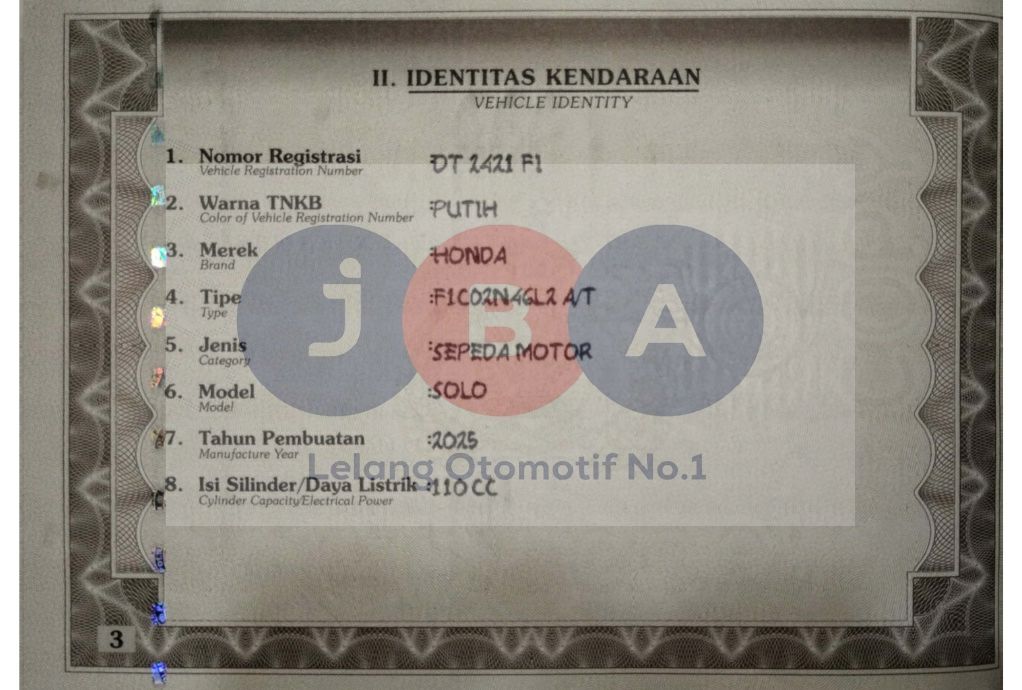 II. IDENTITAS KENDARAAN
VEHICLE IDENTITY
1. Nomor Registrasi :DT 2421 FI
Vehicle Registration Number
2. Warna TNKB :PUTIH
Color of Vehicle Registration Number
3. Merek :HONDA
Brand
4. Tipe :F1C02N46L2 A/T
Type
5. Jenis :SEPEDA MOTOR
Category
6. Model :SOLO
Model
7. Tahun Pembuatan :2025
Manufacture Year
8. Isi Silinder/Daya Listrik :110 CC
Cylinder Capacity/Electrical Power
JBA
Lelang Otomotif No.1
3